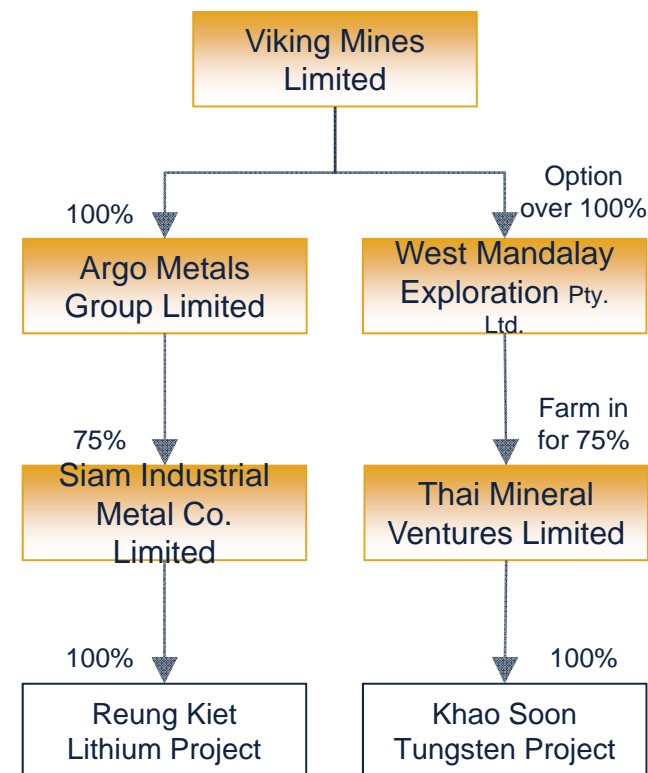 Viking Mines
Limited
100%
Option
over 100%
Argo Metals
Group Limited
West Mandalay
Exploration Pty.
Ltd.
75%
Farm in
for 75%
Siam Industrial
Metal Co.
Limited
Thai Mineral
Ventures Limited
100%
100%
Reung Kiet
Lithium Project
Khao Soon
Tungsten Project